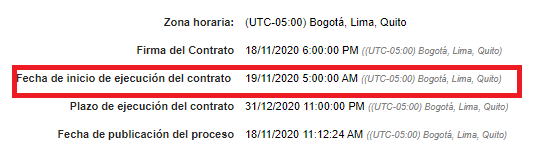 Zona horaria: (UTC-05:00) Bogotá, Lima, Quito
Firma del Contrato 18/11/2020 6:00:00 PM ((UTC-05:00) Bogotá, Lima, Quito)
Fecha de inicio de ejecución del contrato 19/11/2020 5:00:00 AM ((UTC-05:00) Bogotá, Lima, Quito)
Plazo de ejecución del contrato 31/12/2020 11:00:00 PM ((UTC-05:00) Bogotá, Lima, Quito)
Fecha de publicación del proceso 18/11/2020 11:12:24 AM ((UTC-05:00) Bogotá, Lima, Quito)